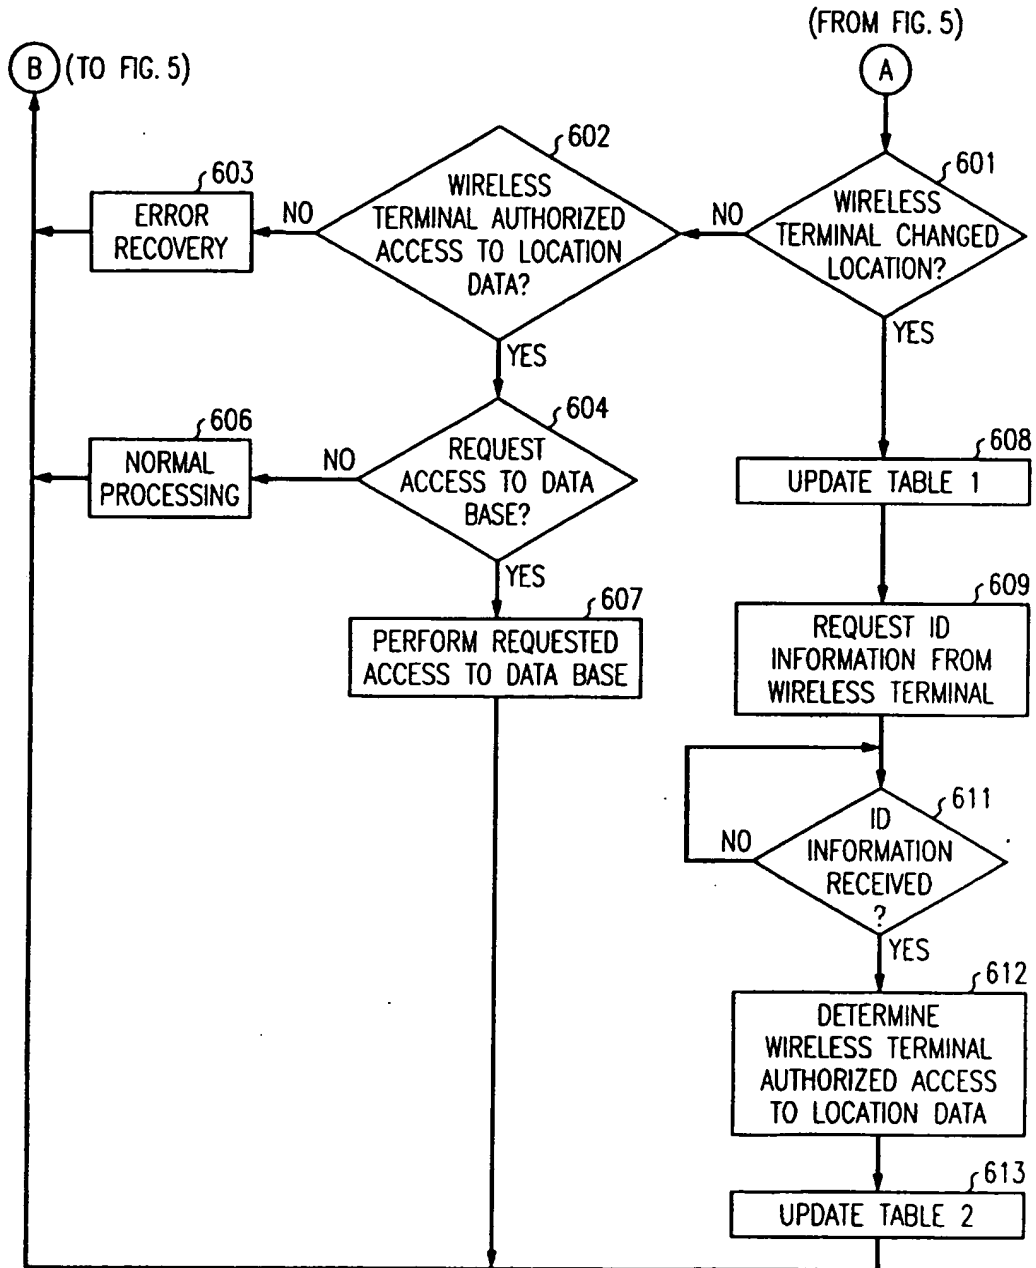 (FROM FIG. 5)
B (TO FIG. 5)
A
602
601
603
WIRELESS
TERMINAL AUTHORIZED
ACCESS TO LOCATION
DATA?
WIRELESS
TERMINAL CHANGED
LOCATION?
NO
NO
ERROR
RECOVERY
YES
YES
604
606
608
REQUEST
ACCESS TO DATA
BASE?
NO
NORMAL
PROCESSING
UPDATE TABLE 1
YES
607
609
PERFORM REQUESTED
ACCESS TO DATA BASE
REQUEST ID
INFORMATION FROM
WIRELESS TERMINAL
611
ID
INFORMATION
RECEIVED
?
NO
YES
612
DETERMINE
WIRELESS TERMINAL
AUTHORIZED ACCESS
TO LOCATION DATA
613
UPDATE TABLE 2